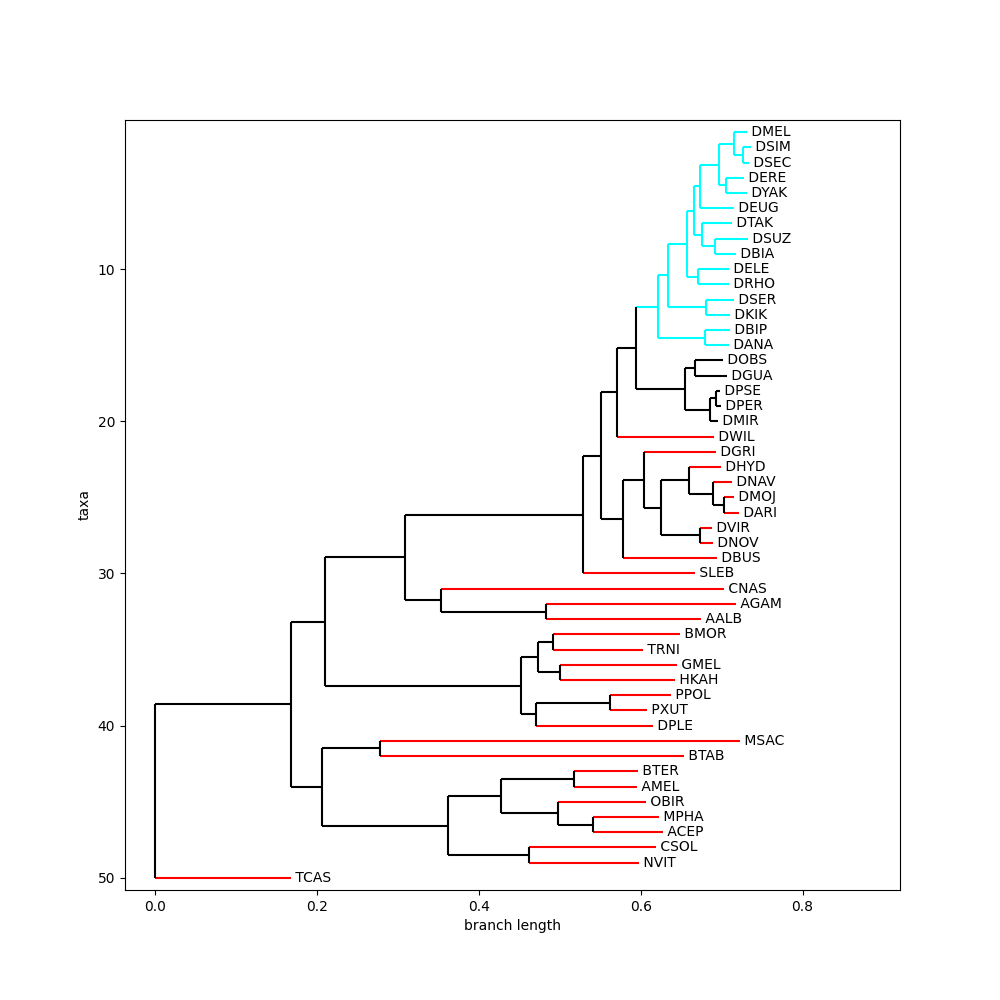 DMEL
DSIM
DSEC
DERE
DYAK
DEUG
DTAK
DSUZ
DBIA
DELE
DRHO
DSER
DKIK
DBIP
DANA
DOBS
DGUA
DPSE
DPER
DMIR
DWIL
DGRI
DHYD
DNAV
DMOJ
DARI
DVIR
DNOV
DBUS
SLEB
CNAS
AGAM
AALB
BMOR
TRNI
GMEL
HKAH
PPOL
PXUT
DPLE
MSAC
BTAB
BTER
AMEL
OBIR
MPHA
ACEP
CSOL
NVIT
TCAS
10
20
30
40
50
taxa
0.0 0.2 0.4 0.6 0.8
branch length